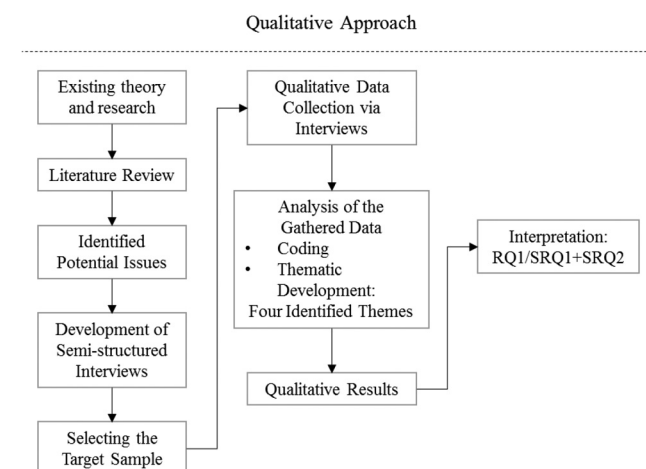 Qualitative Approach
Existing theory
and research
Literature Review
Identified
Potential Issues
Development of
Semi-structured
Interviews
Selecting the
Target Sample
Qualitative Data
Collection via
Interviews
Analysis of the
Gathered Data
• Coding
• Thematic
Development:
Four Identified Themes
Qualitative Results
Interpretation:
RQ1/SRQ1+SRQ2